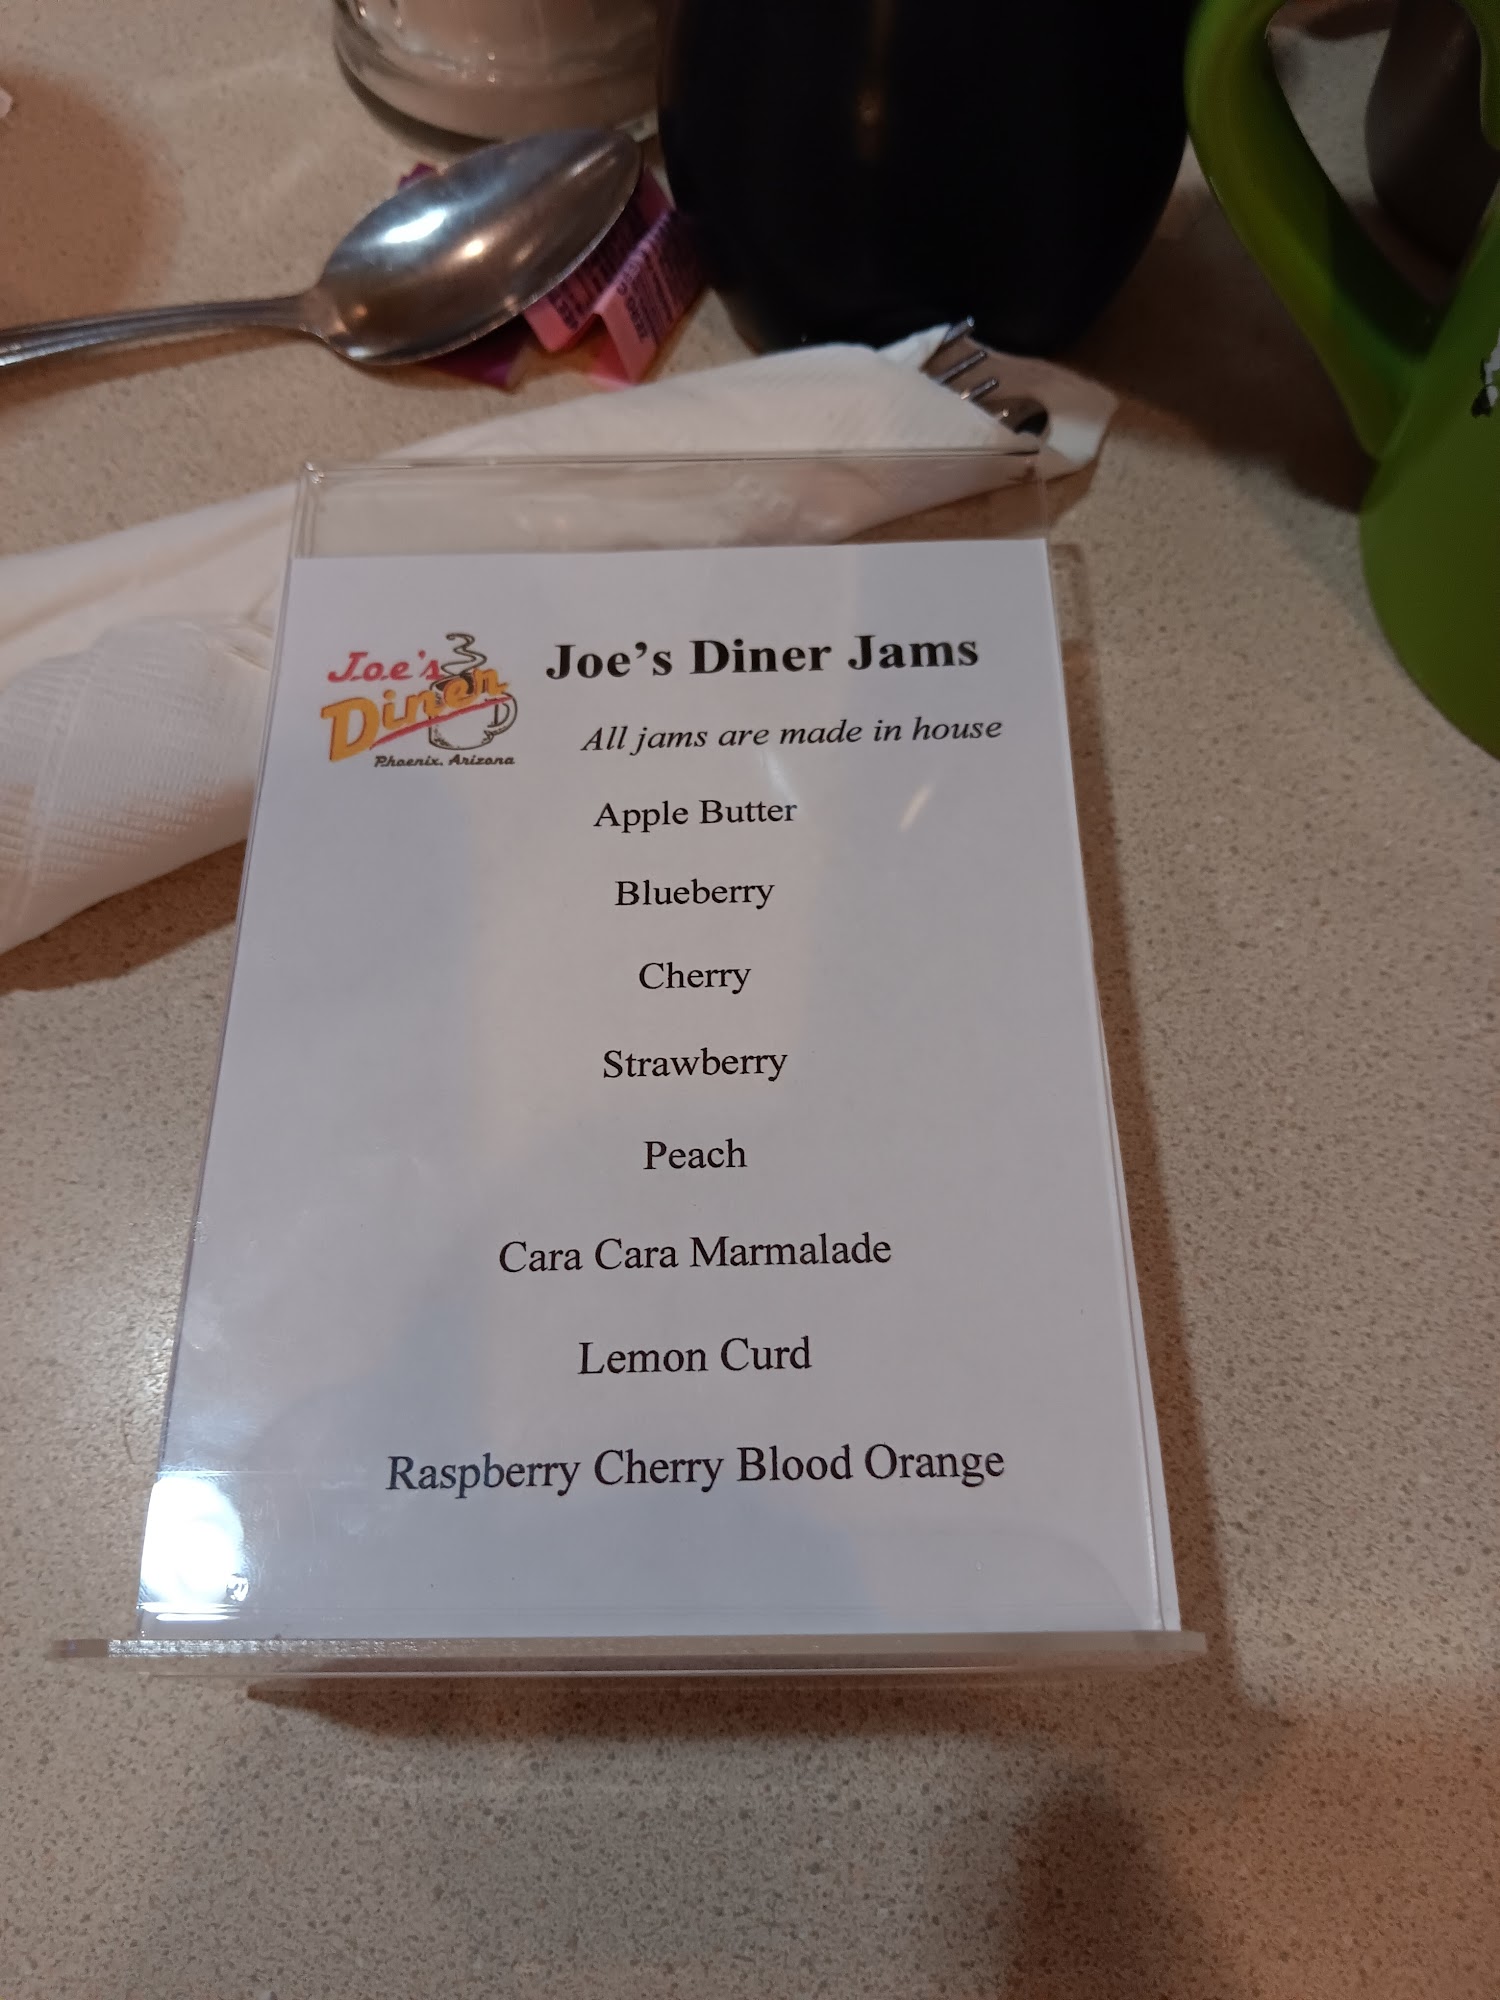 Joe's
Diner
Phoenix, Arizona
Joe's Diner Jams
All jams are made in house
Apple Butter
Blueberry
Cherry
Strawberry
Peach
Cara Cara Marmalade
Lemon Curd
Raspberry Cherry Blood Orange